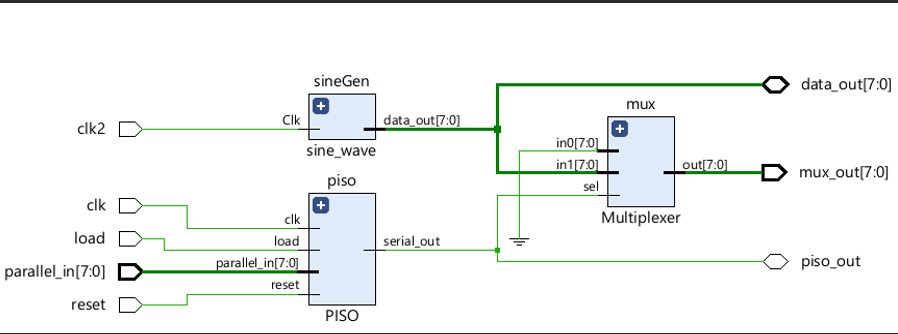 sineGen
clk2
Clk
data_out[7:0]
sine_wave
data_out[7:0]
mux
in0[7:0]
in1[7:0]
sel
out[7:0]
Multiplexer
mux_out[7:0]
piso
clk
load
parallel_in[7:0]
reset
clk
load
parallel_in[7:0]
reset
serial_out
PISO
piso_out